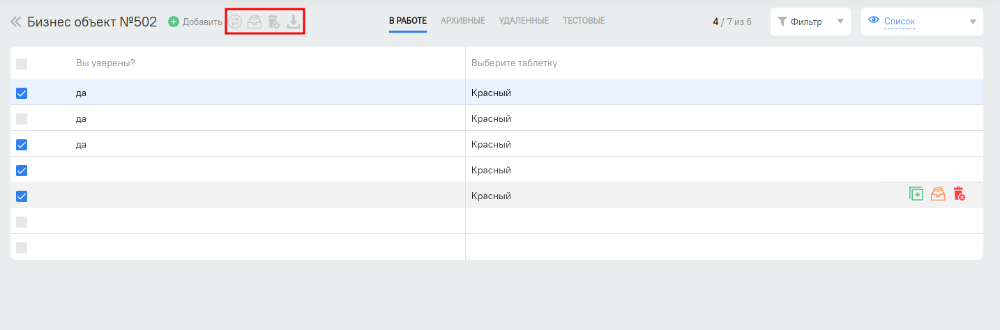 Бизнес объект №502 Добавить В РАБОТЕ АРХИВНЫЕ УДАЛЕННЫЕ ТЕСТОВЫЕ 4 / 7 из 6 Фильтр Список
Вы уверены? Выберите таблетку
да Красный
да Красный
да Красный
Красный
Красный